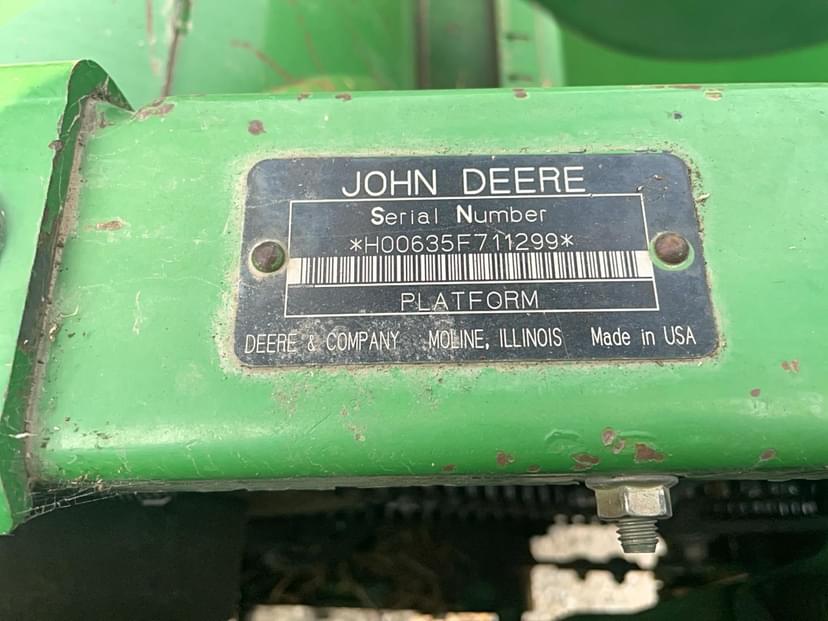 JOHN DEERE
Serial Number
*H00635F711299*
PLATFORM
DEERE & COMPANY MOLINE, ILLINOIS Made in USA